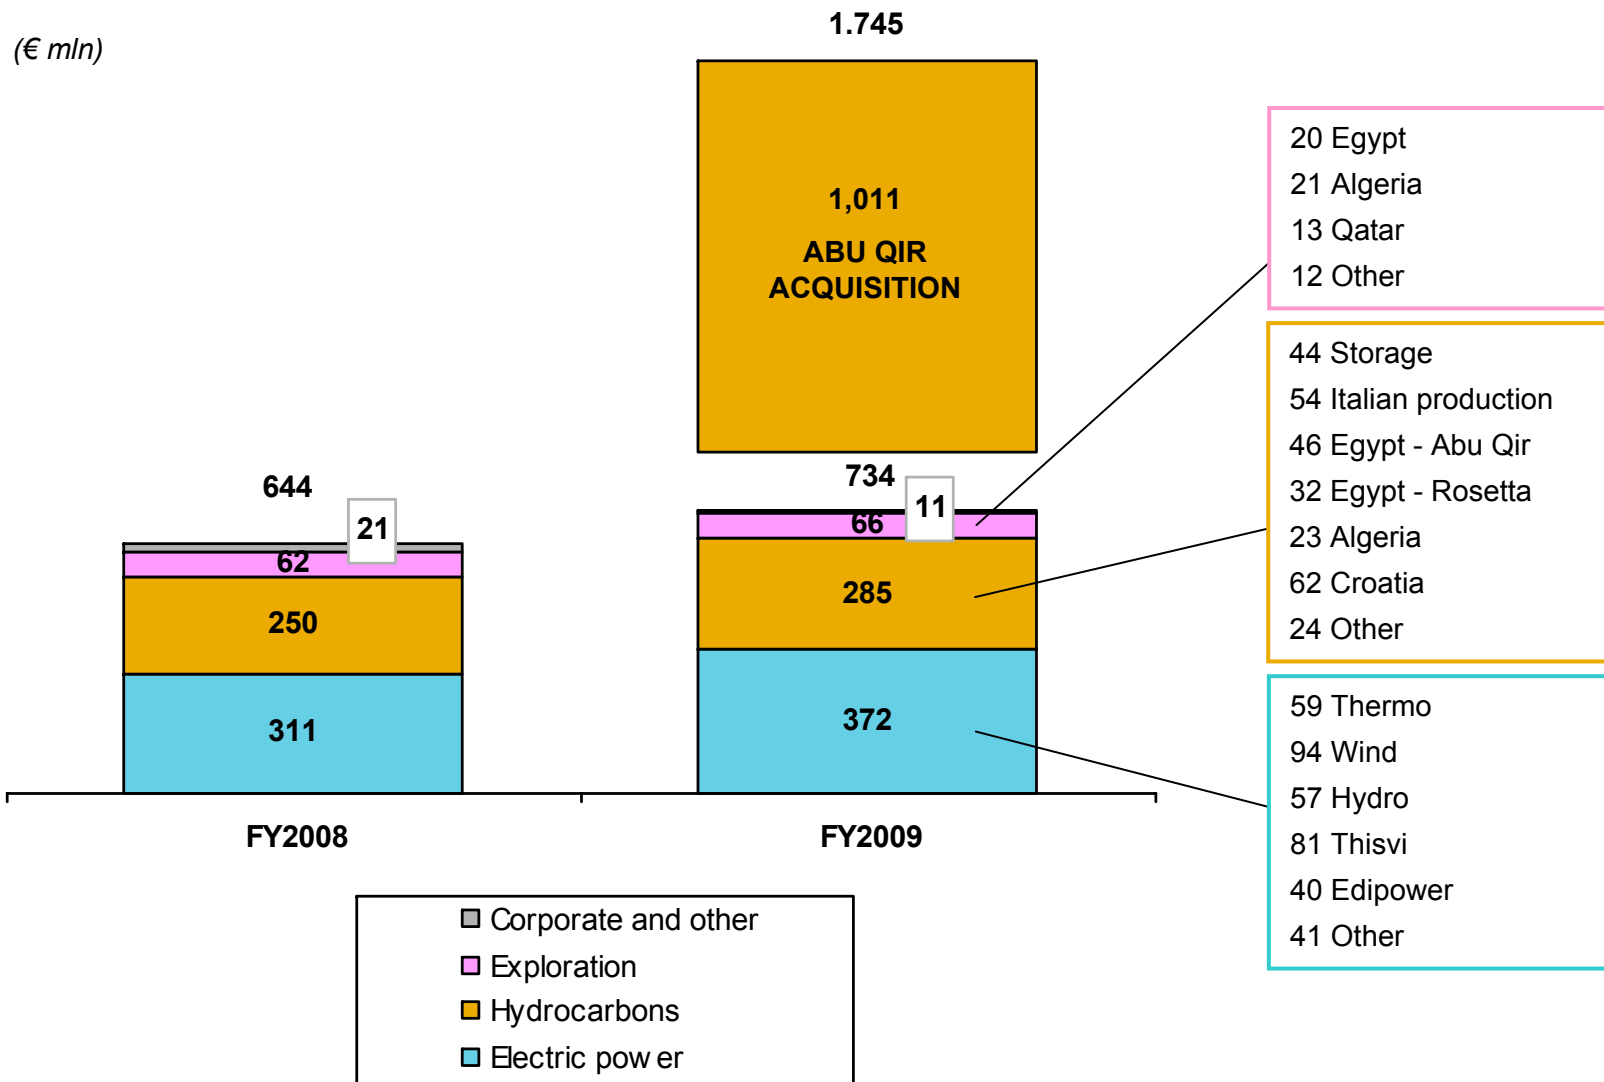 (€ mln)
1.745
1,011
ABU QIR
ACQUISITION
644
21
62
250
311
734
11
66
285
372
FY2008
FY2009
20 Egypt
21 Algeria
13 Qatar
12 Other
44 Storage
54 Italian production
46 Egypt - Abu Qir
32 Egypt - Rosetta
23 Algeria
62 Croatia
24 Other
59 Thermo
94 Wind
57 Hydro
81 Thisvi
40 Edipower
41 Other
Corporate and other
Exploration
Hydrocarbons
Electric power